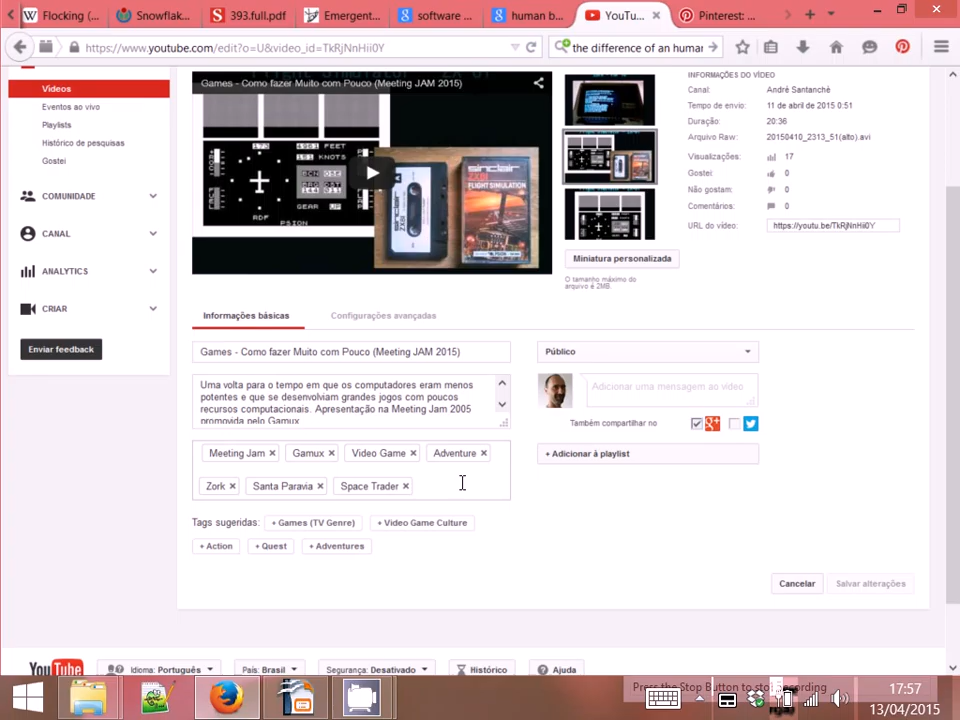 Flocking (...
Snowflak...
393.full.pdf
Emergent...
software ...
human b...
YouTu...
Pinterest: ...
https://www.youtube.com/edit?o=U&video_id=TkRjNnHii0Y
the difference of an human
Vídeos
Eventos ao vivo
Playlists
Histórico de pesquisas
Gostei
COMUNIDADE
CANAL
ANALYTICS
CRIAR
Enviar feedback
Games - Como fazer Muito com Pouco (Meeting JAM 2015)
173 4961 FEET
181 KNOTS
RDF
GEAR UP
PSION
sinclair
ZX81
FLIGHT SIMULATION
INFORMAÇÕES DO VÍDEO
Canal: André Santanchè
Tempo de envio: 11 de abril de 2015 0:51
Duração: 20:36
Arquivo Raw: 20150410_2313_51(alto).avi
Visualizações: 17
Gostei: 0
Não gostam: 0
Comentários: 0
URL do vídeo: https://youtu.be/TkRjNnHii0Y
Miniatura personalizada
O tamanho máximo do
arquivo é 2MB.
Informações básicas
Configurações avançadas
Games - Como fazer Muito com Pouco (Meeting JAM 2015)
Público
Uma volta para o tempo em que os computadores eram menos
potentes e que se desenvolviam grandes jogos com poucos
recursos computacionais. Apresentação na Meeting Jam 2005
promovida pelo Gamux
Adicionar uma mensagem ao vídeo
Também compartilhar no
+ Adicionar à playlist
Meeting Jam × Gamux × Video Game × Adventure ×
Zork × Santa Paravia × Space Trader ×
Tags sugeridas: + Games (TV Genre) + Video Game Culture
+ Action + Quest + Adventures
Cancelar
Salvar alterações
YouTube
Idioma: Português
País: Brasil
Segurança: Desativado
Histórico
Ajuda
Press the Stop Button to stop recording
17:57
13/04/2015